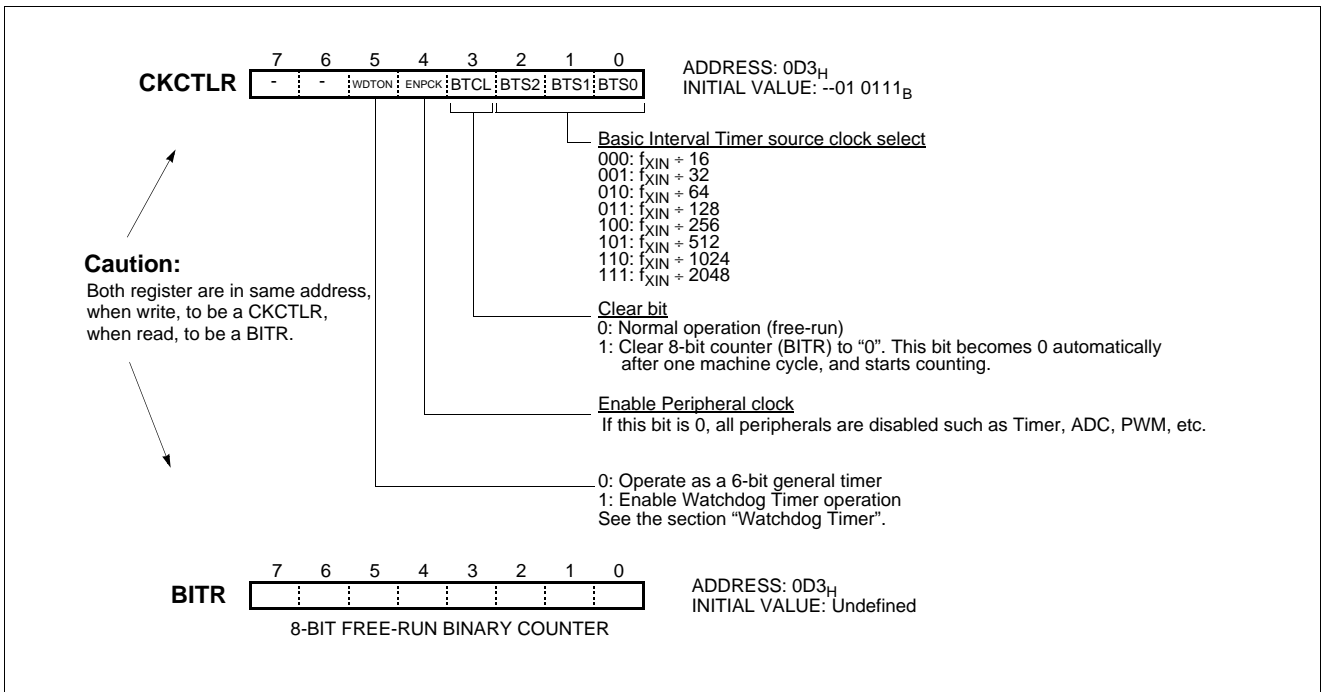 7 6 5 4 3 2 1 0
CKCTLR - - WDTON ENPCK BTCL BTS2 BTS1 BTS0
ADDRESS: 0D3H
INITIAL VALUE: --01 0111B
Basic Interval Timer source clock select
000: fXIN ÷ 16
001: fXIN ÷ 32
010: fXIN ÷ 64
011: fXIN ÷ 128
100: fXIN ÷ 256
101: fXIN ÷ 512
110: fXIN ÷ 1024
111: fXIN ÷ 2048
Caution:
Both register are in same address,
when write, to be a CKCTLR,
when read, to be a BITR.
Clear bit
0: Normal operation (free-run)
1: Clear 8-bit counter (BITR) to “0”. This bit becomes 0 automatically
after one machine cycle, and starts counting.
Enable Peripheral clock
If this bit is 0, all peripherals are disabled such as Timer, ADC, PWM, etc.
0: Operate as a 6-bit general timer
1: Enable Watchdog Timer operation
See the section “Watchdog Timer”.
7 6 5 4 3 2 1 0
BITR
ADDRESS: 0D3H
INITIAL VALUE: Undefined
8-BIT FREE-RUN BINARY COUNTER